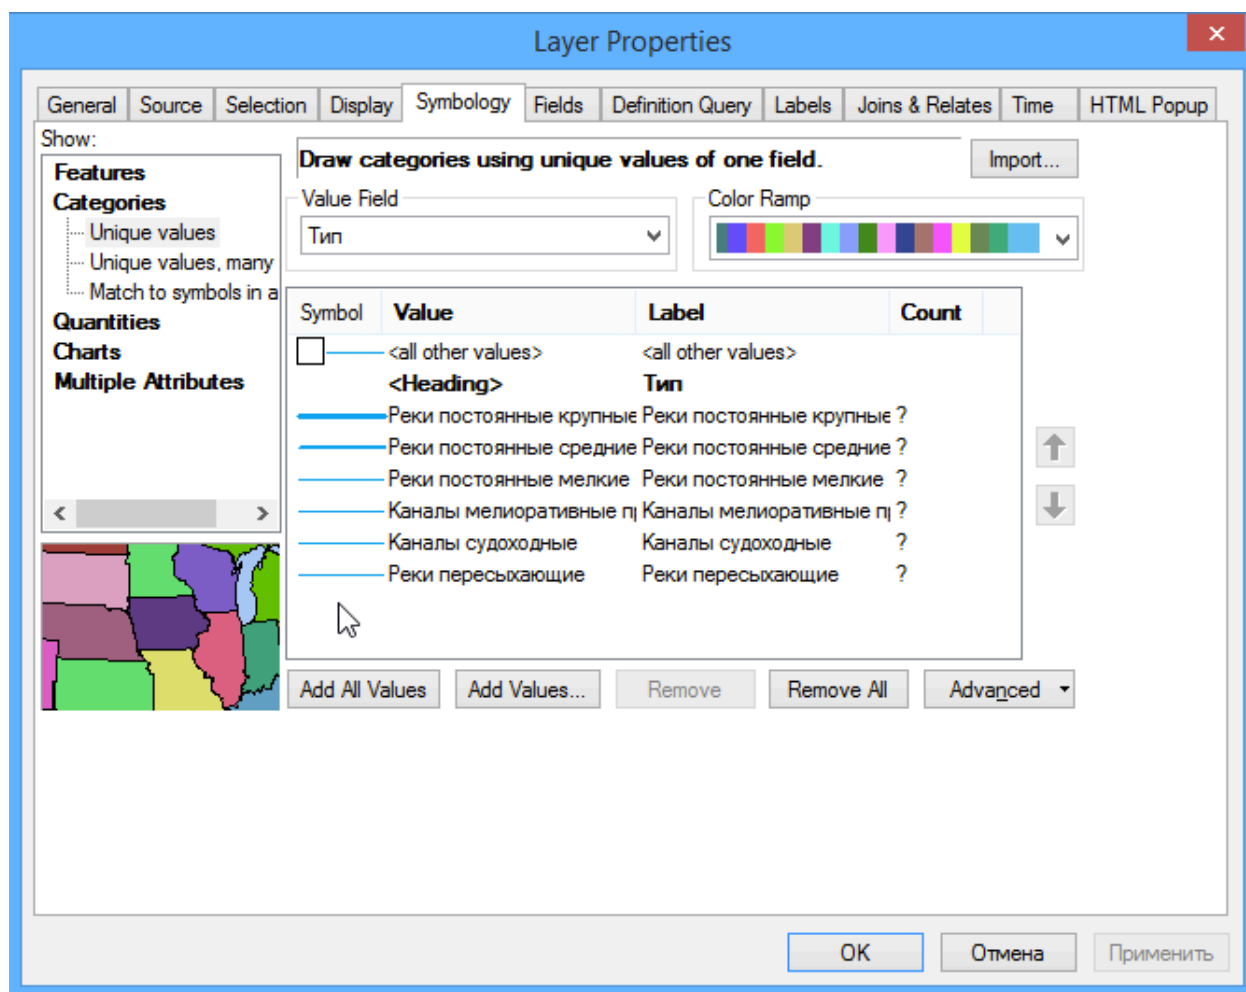 Layer Properties
General Source Selection Display Symbology Fields Definition Query Labels Joins & Relates Time HTML Popup
Show:
Features
Categories
Unique values
Unique values, many
Match to symbols in a
Quantities
Charts
Multiple Attributes
Draw categories using unique values of one field.
Import...
Value Field
Тип
Color Ramp
Symbol Value Label Count
<all other values> <all other values>
<Heading> Тип
Реки постоянные крупные Реки постоянные крупные ?
Реки постоянные средние Реки постоянные средние ?
Реки постоянные мелкие Реки постоянные мелкие ?
Каналы мелиоративные п Каналы мелиоративные п ?
Каналы судоходные Каналы судоходные ?
Реки пересыхающие Реки пересыхающие ?
Add All Values Add Values... Remove Remove All Advanced
OK Отмена Применить